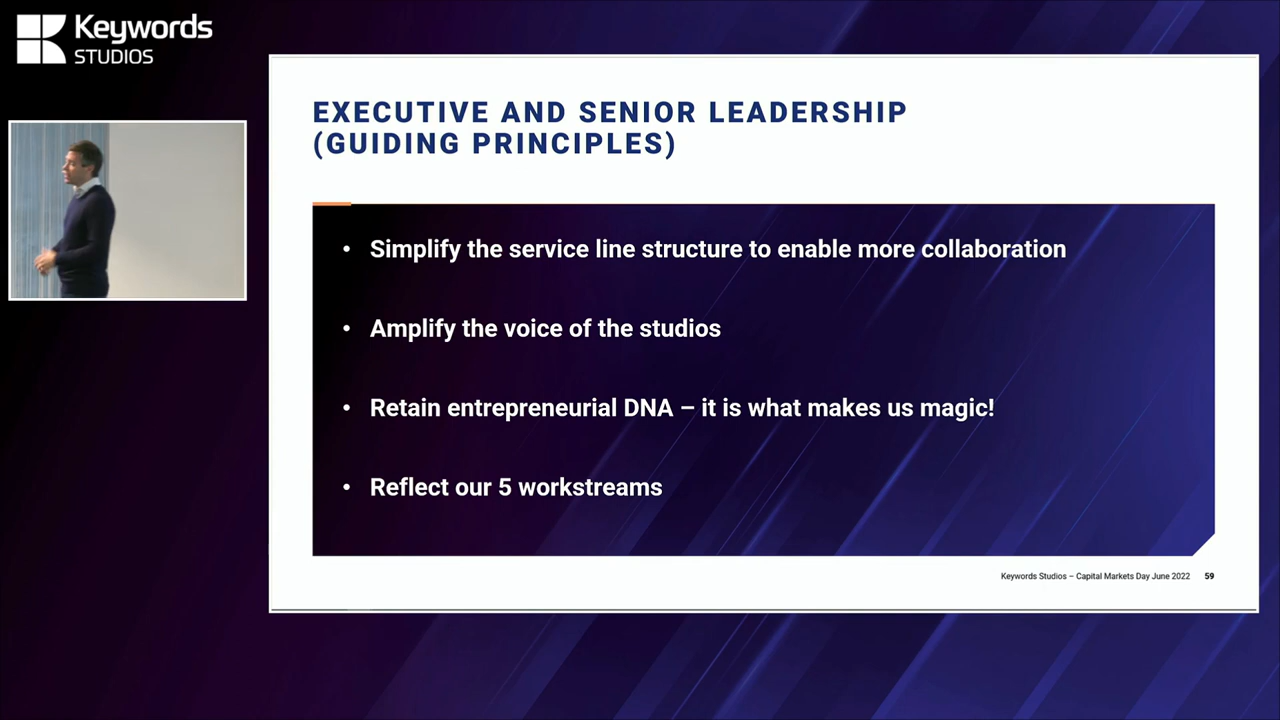 Keywords
STUDIOS
EXECUTIVE AND SENIOR LEADERSHIP
(GUIDING PRINCIPLES)
• Simplify the service line structure to enable more collaboration
• Amplify the voice of the studios
• Retain entrepreneurial DNA – it is what makes us magic!
• Reflect our 5 workstreams
Keywords Studios – Capital Markets Day June 2022 59